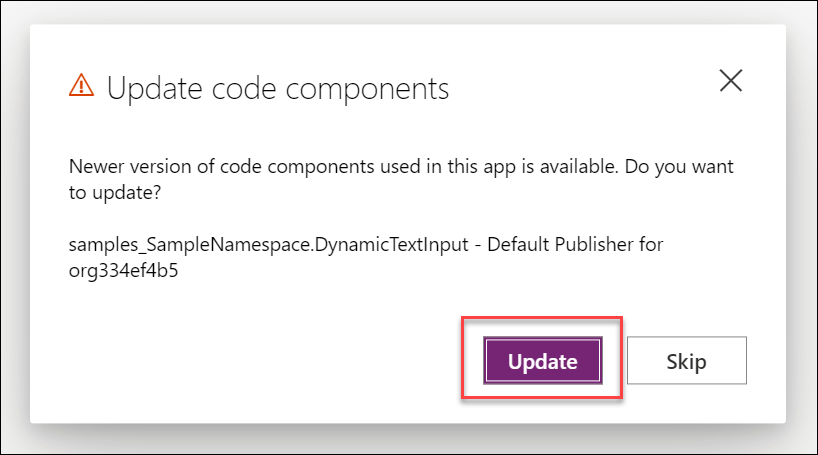 Update code components
Newer version of code components used in this app is available. Do you want
to update?
samples_SampleNamespace.DynamicTextInput - Default Publisher for
org334ef4b5
Update
Skip